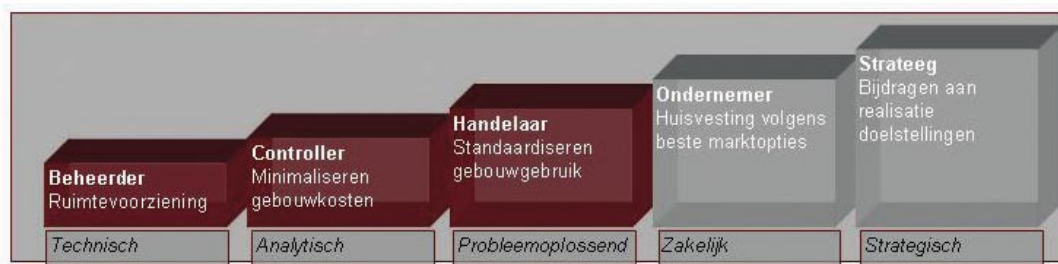 Beheerder
Ruimtevoorziening
Controller
Minimaliseren
gebouwkosten
Handelaar
Standaardiseren
gebouwgebruik
Ondernemer
Huisvesting volgens
beste marktopties
Strateeg
Bijdragen aan
realisatie
doelstellingen
Technisch
Analytisch
Probleemoplossend
Zakelijk
Strategisch